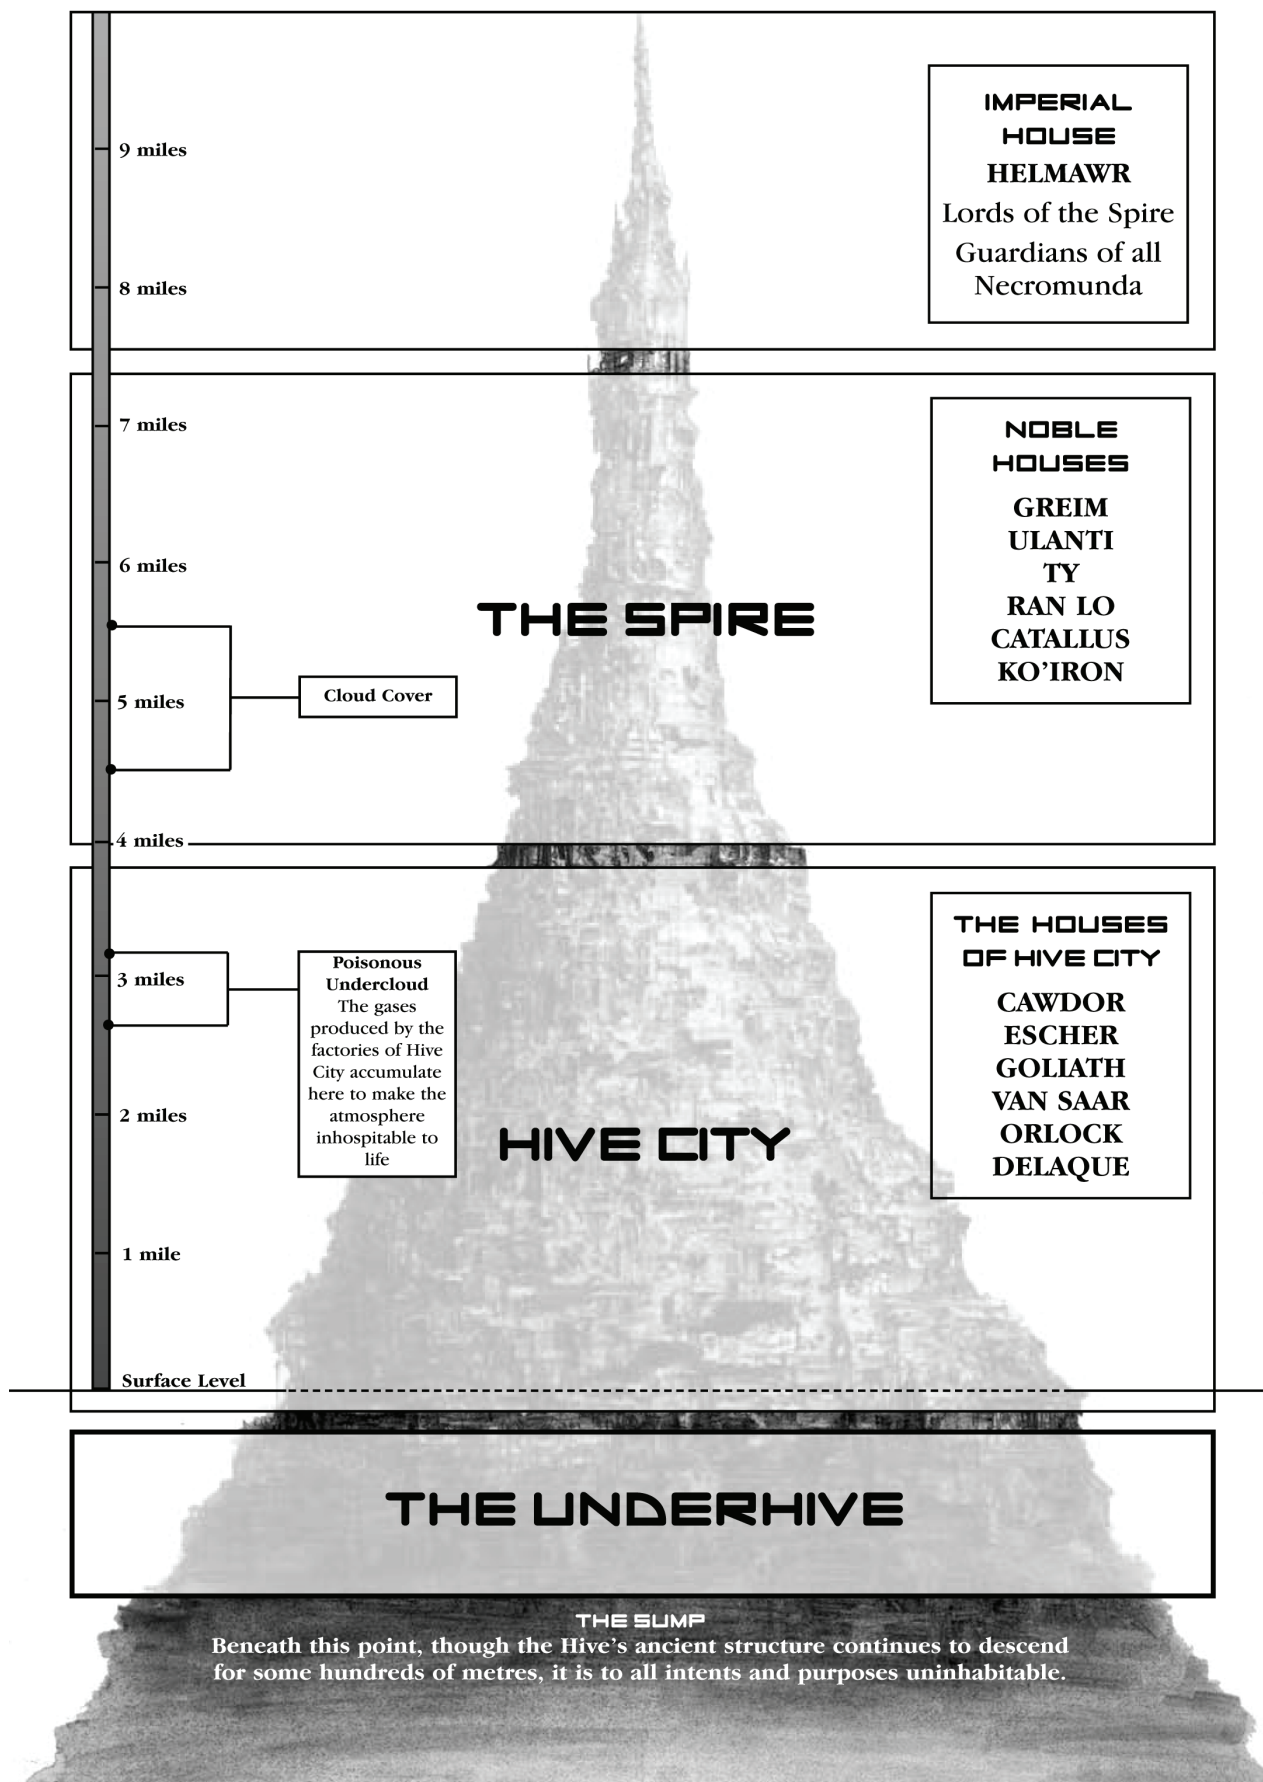 IMPERIAL
HOUSE
HELMAWR
Lords of the Spire
Guardians of all
Necromunda
9 miles
8 miles
7 miles
NOBLE
HOUSES
GREIM
ULANTI
TY
RAN LO
CATALLUS
KO’IRON
6 miles
THE SPIRE
Cloud Cover
5 miles
4 miles
THE HOUSES
OF HIVE CITY
CAWDOR
ESCHER
GOLIATH
VAN SAAR
ORLOCK
DELAQUE
3 miles
Poisonous
Undercloud
The gases
produced by the
factories of Hive
City accumulate
here to make the
atmosphere
inhospitable to
life
2 miles
HIVE CITY
1 mile
Surface Level
THE UNDERHIVE
THE SUMP
Beneath this point, though the Hive’s ancient structure continues to descend
for some hundreds of metres, it is to all intents and purposes uninhabitable.